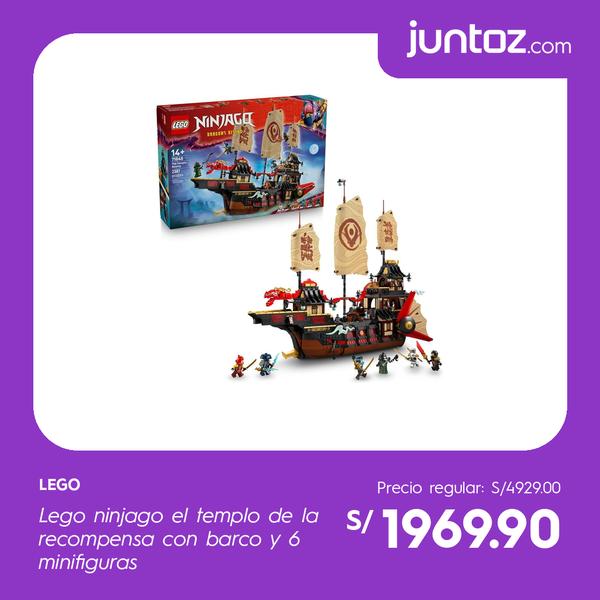 juntoz.com
LEGO
NINJAGO
14+
LEGO
Precio regular: S/4929.00
Lego ninjago el templo de la
recompensa con barco y 6
minifiguras
S/ 1969.90